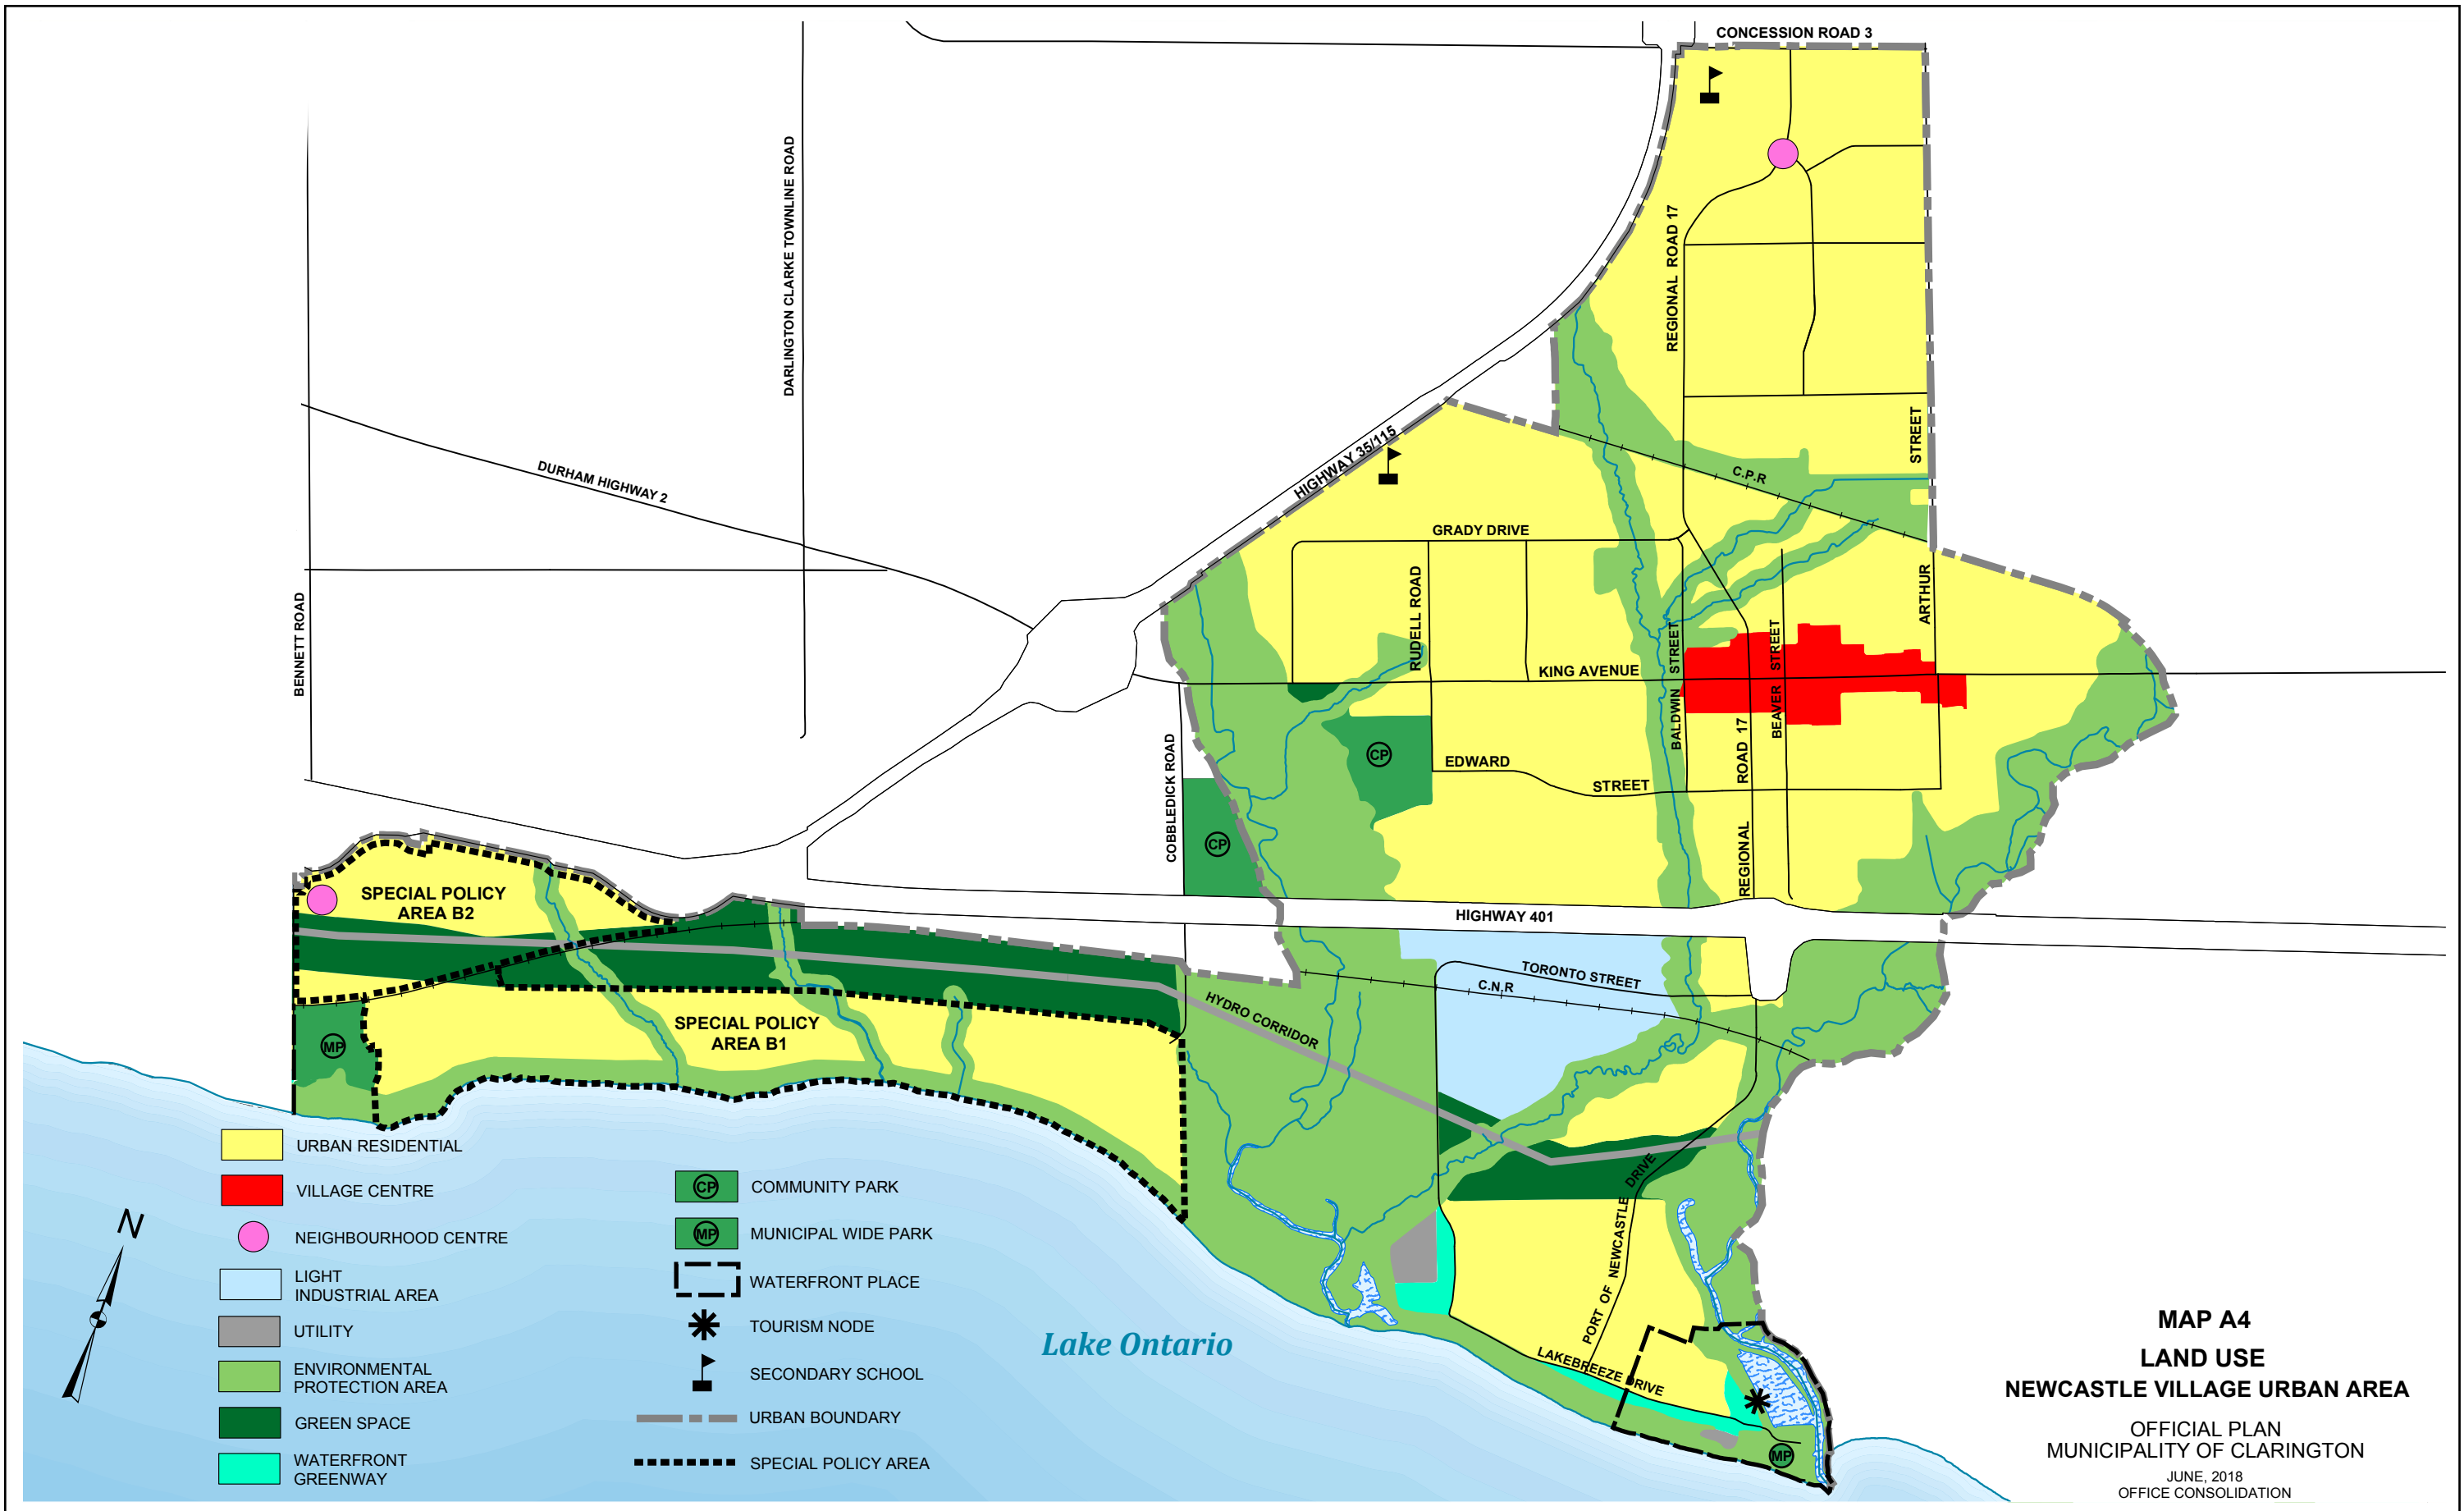 CONCESSION ROAD 3
DARLINGTON CLARKE TOWNLINE ROAD
REGIONAL ROAD 17
DURHAM HIGHWAY 2
HIGHWAY 35/115
STREET
C.P.R
GRADY DRIVE
BENNETT ROAD
RUDELL ROAD
ARTHUR
BALDWIN STREET
BEAVER STREET
KING AVENUE
COBBLEDICK ROAD
CP
EDWARD
STREET
REGIONAL ROAD 17
CP
SPECIAL POLICY
AREA B2
HIGHWAY 401
TORONTO STREET
C.N.R
HYDRO CORRIDOR
SPECIAL POLICY
AREA B1
MP
PORT OF NEWCASTLE DRIVE
LAKEBREEZE DRIVE
MP
Lake Ontario
N
URBAN RESIDENTIAL
VILLAGE CENTRE
NEIGHBOURHOOD CENTRE
LIGHT
INDUSTRIAL AREA
UTILITY
ENVIRONMENTAL
PROTECTION AREA
GREEN SPACE
WATERFRONT
GREENWAY
CP
COMMUNITY PARK
MP
MUNICIPAL WIDE PARK
WATERFRONT PLACE
TOURISM NODE
SECONDARY SCHOOL
URBAN BOUNDARY
SPECIAL POLICY AREA
MAP A4
LAND USE
NEWCASTLE VILLAGE URBAN AREA
OFFICIAL PLAN
MUNICIPALITY OF CLARINGTON
JUNE, 2018
OFFICE CONSOLIDATION